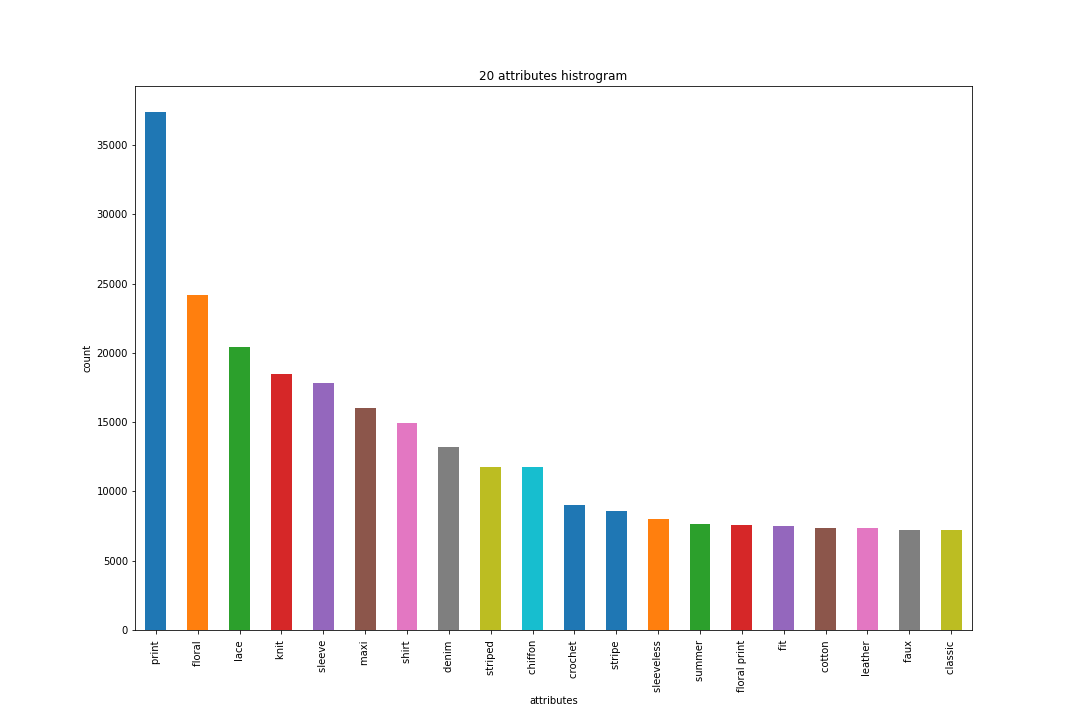 20 attributes histrogram
count
35000
30000
25000
20000
15000
10000
5000
0
print
floral
lace
knit
sleeve
maxi
shirt
denim
striped
chiffon
crochet
stripe
sleeveless
summer
floral print
fit
cotton
leather
faux
classic
attributes